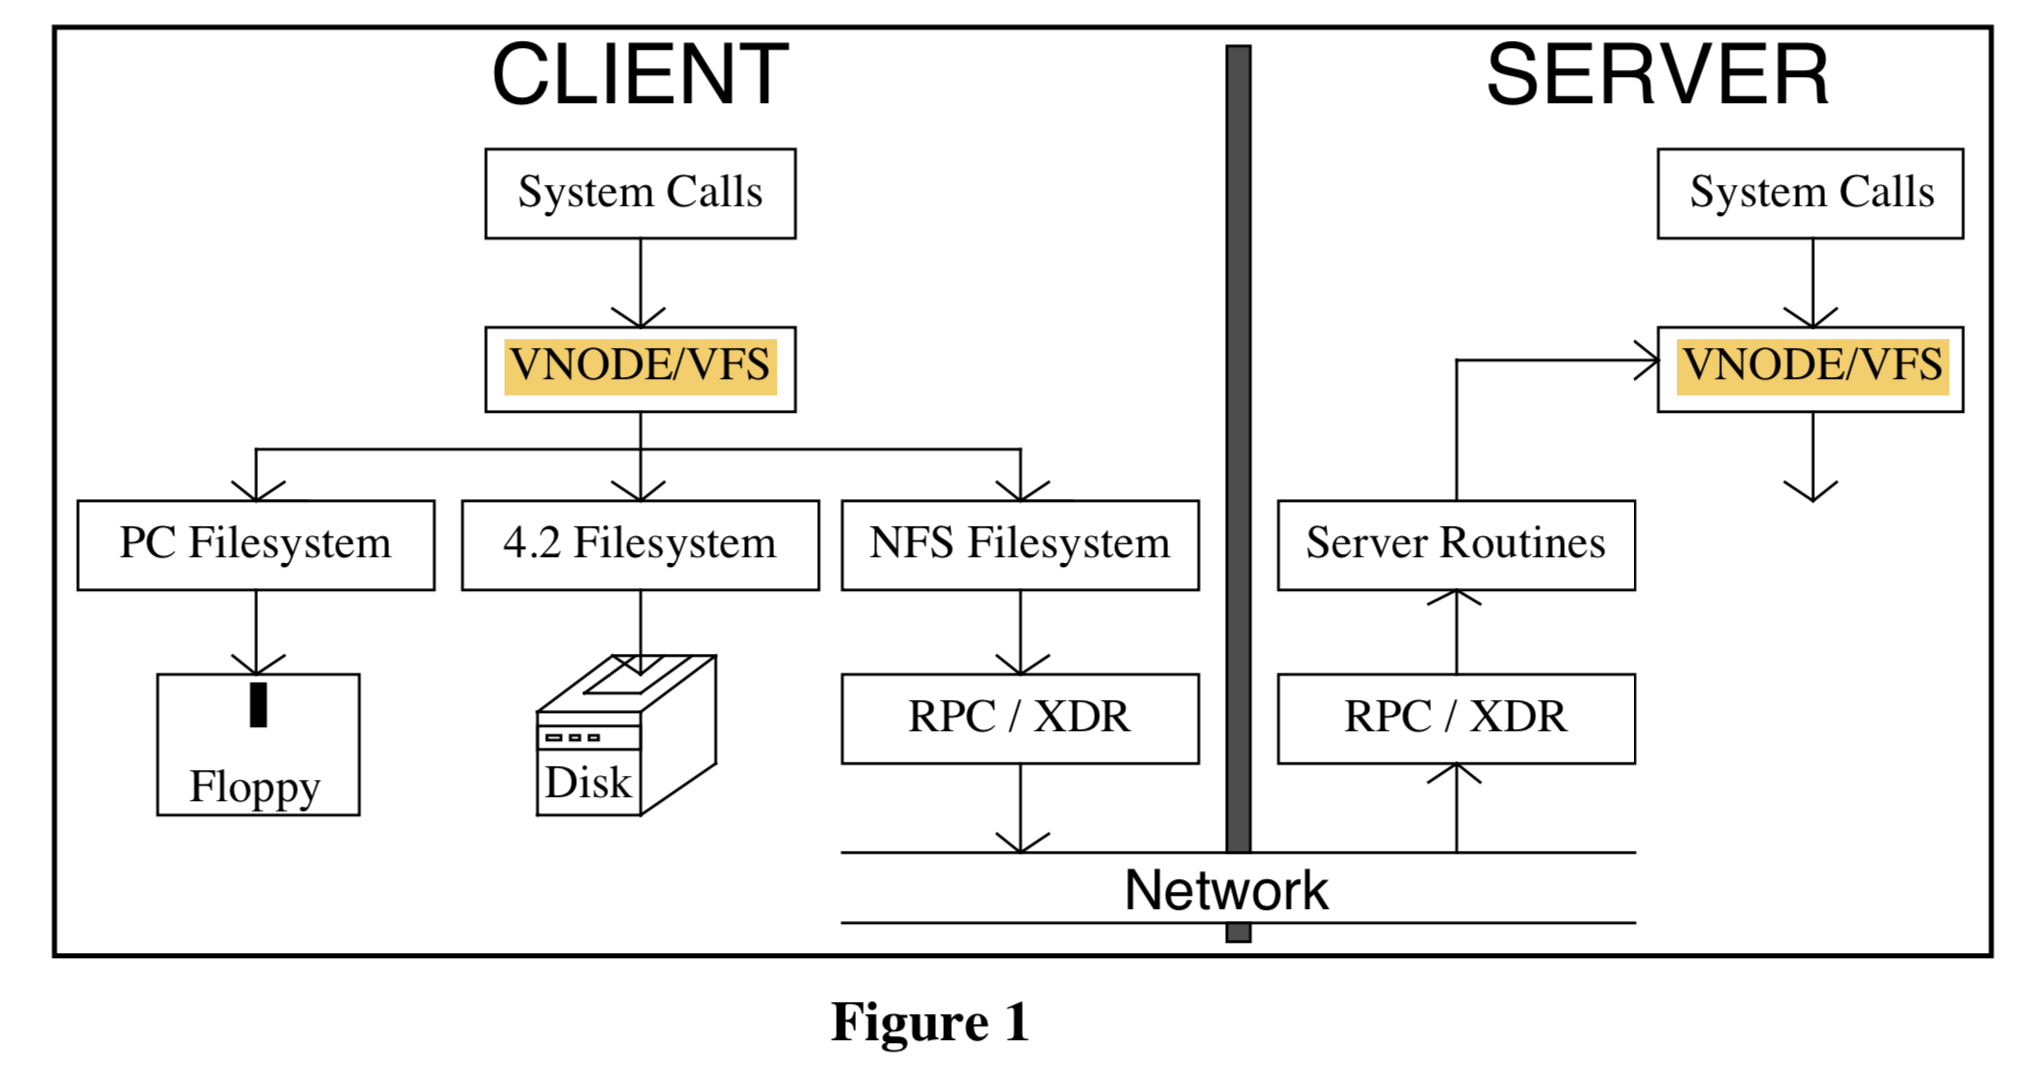 CLIENT
SERVER
System Calls
System Calls
VNODE/VFS
VNODE/VFS
PC Filesystem
4.2 Filesystem
NFS Filesystem
Server Routines
Floppy
Disk
RPC / XDR
RPC / XDR
Network
Figure 1